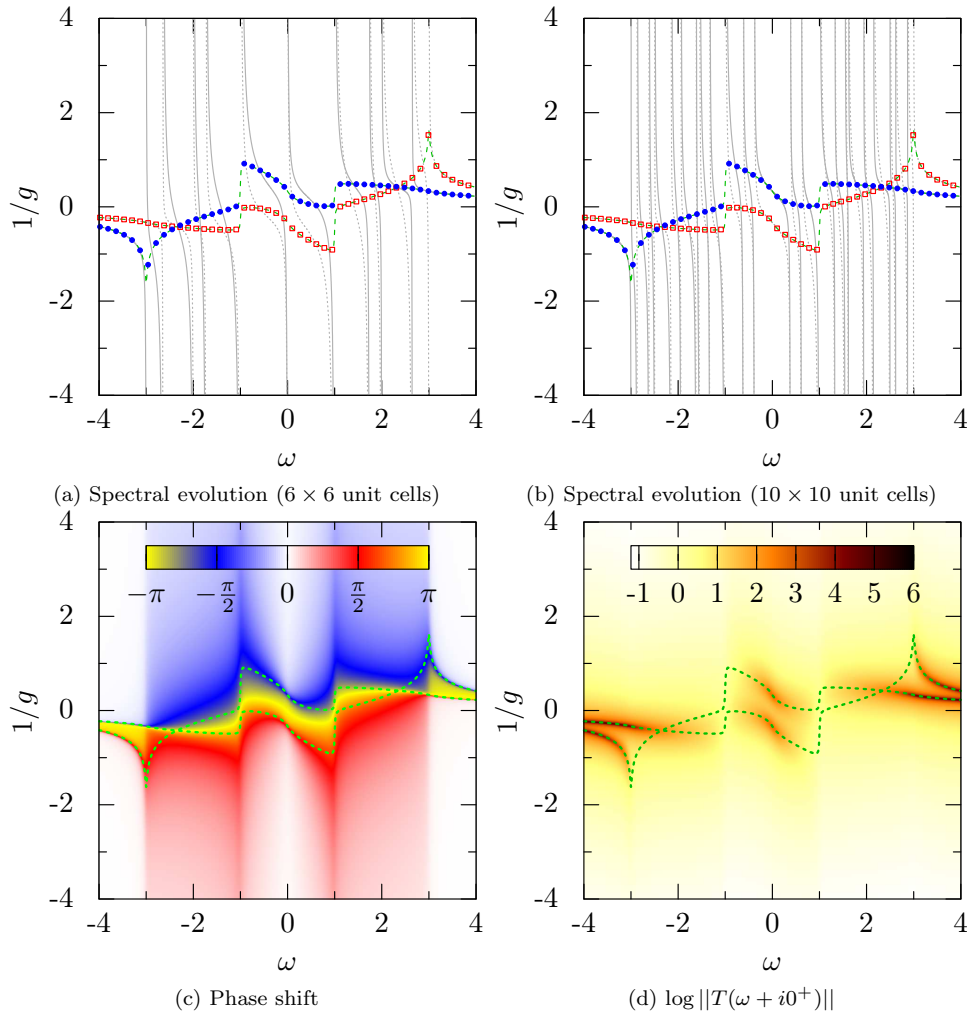 4
2
0
-2
-4
1/g
-4 -2 0 2 4
ω
(a) Spectral evolution (6 × 6 unit cells)
4
2
0
-2
-4
1/g
-4 -2 0 2 4
ω
(b) Spectral evolution (10 × 10 unit cells)
4
2
0
-2
-4
1/g
−π −π/2 0 π/2 π
-4 -2 0 2 4
ω
(c) Phase shift
4
2
0
-2
-4
1/g
-1 0 1 2 3 4 5 6
-4 -2 0 2 4
ω
(d) log ||T(ω + i0⁺)||